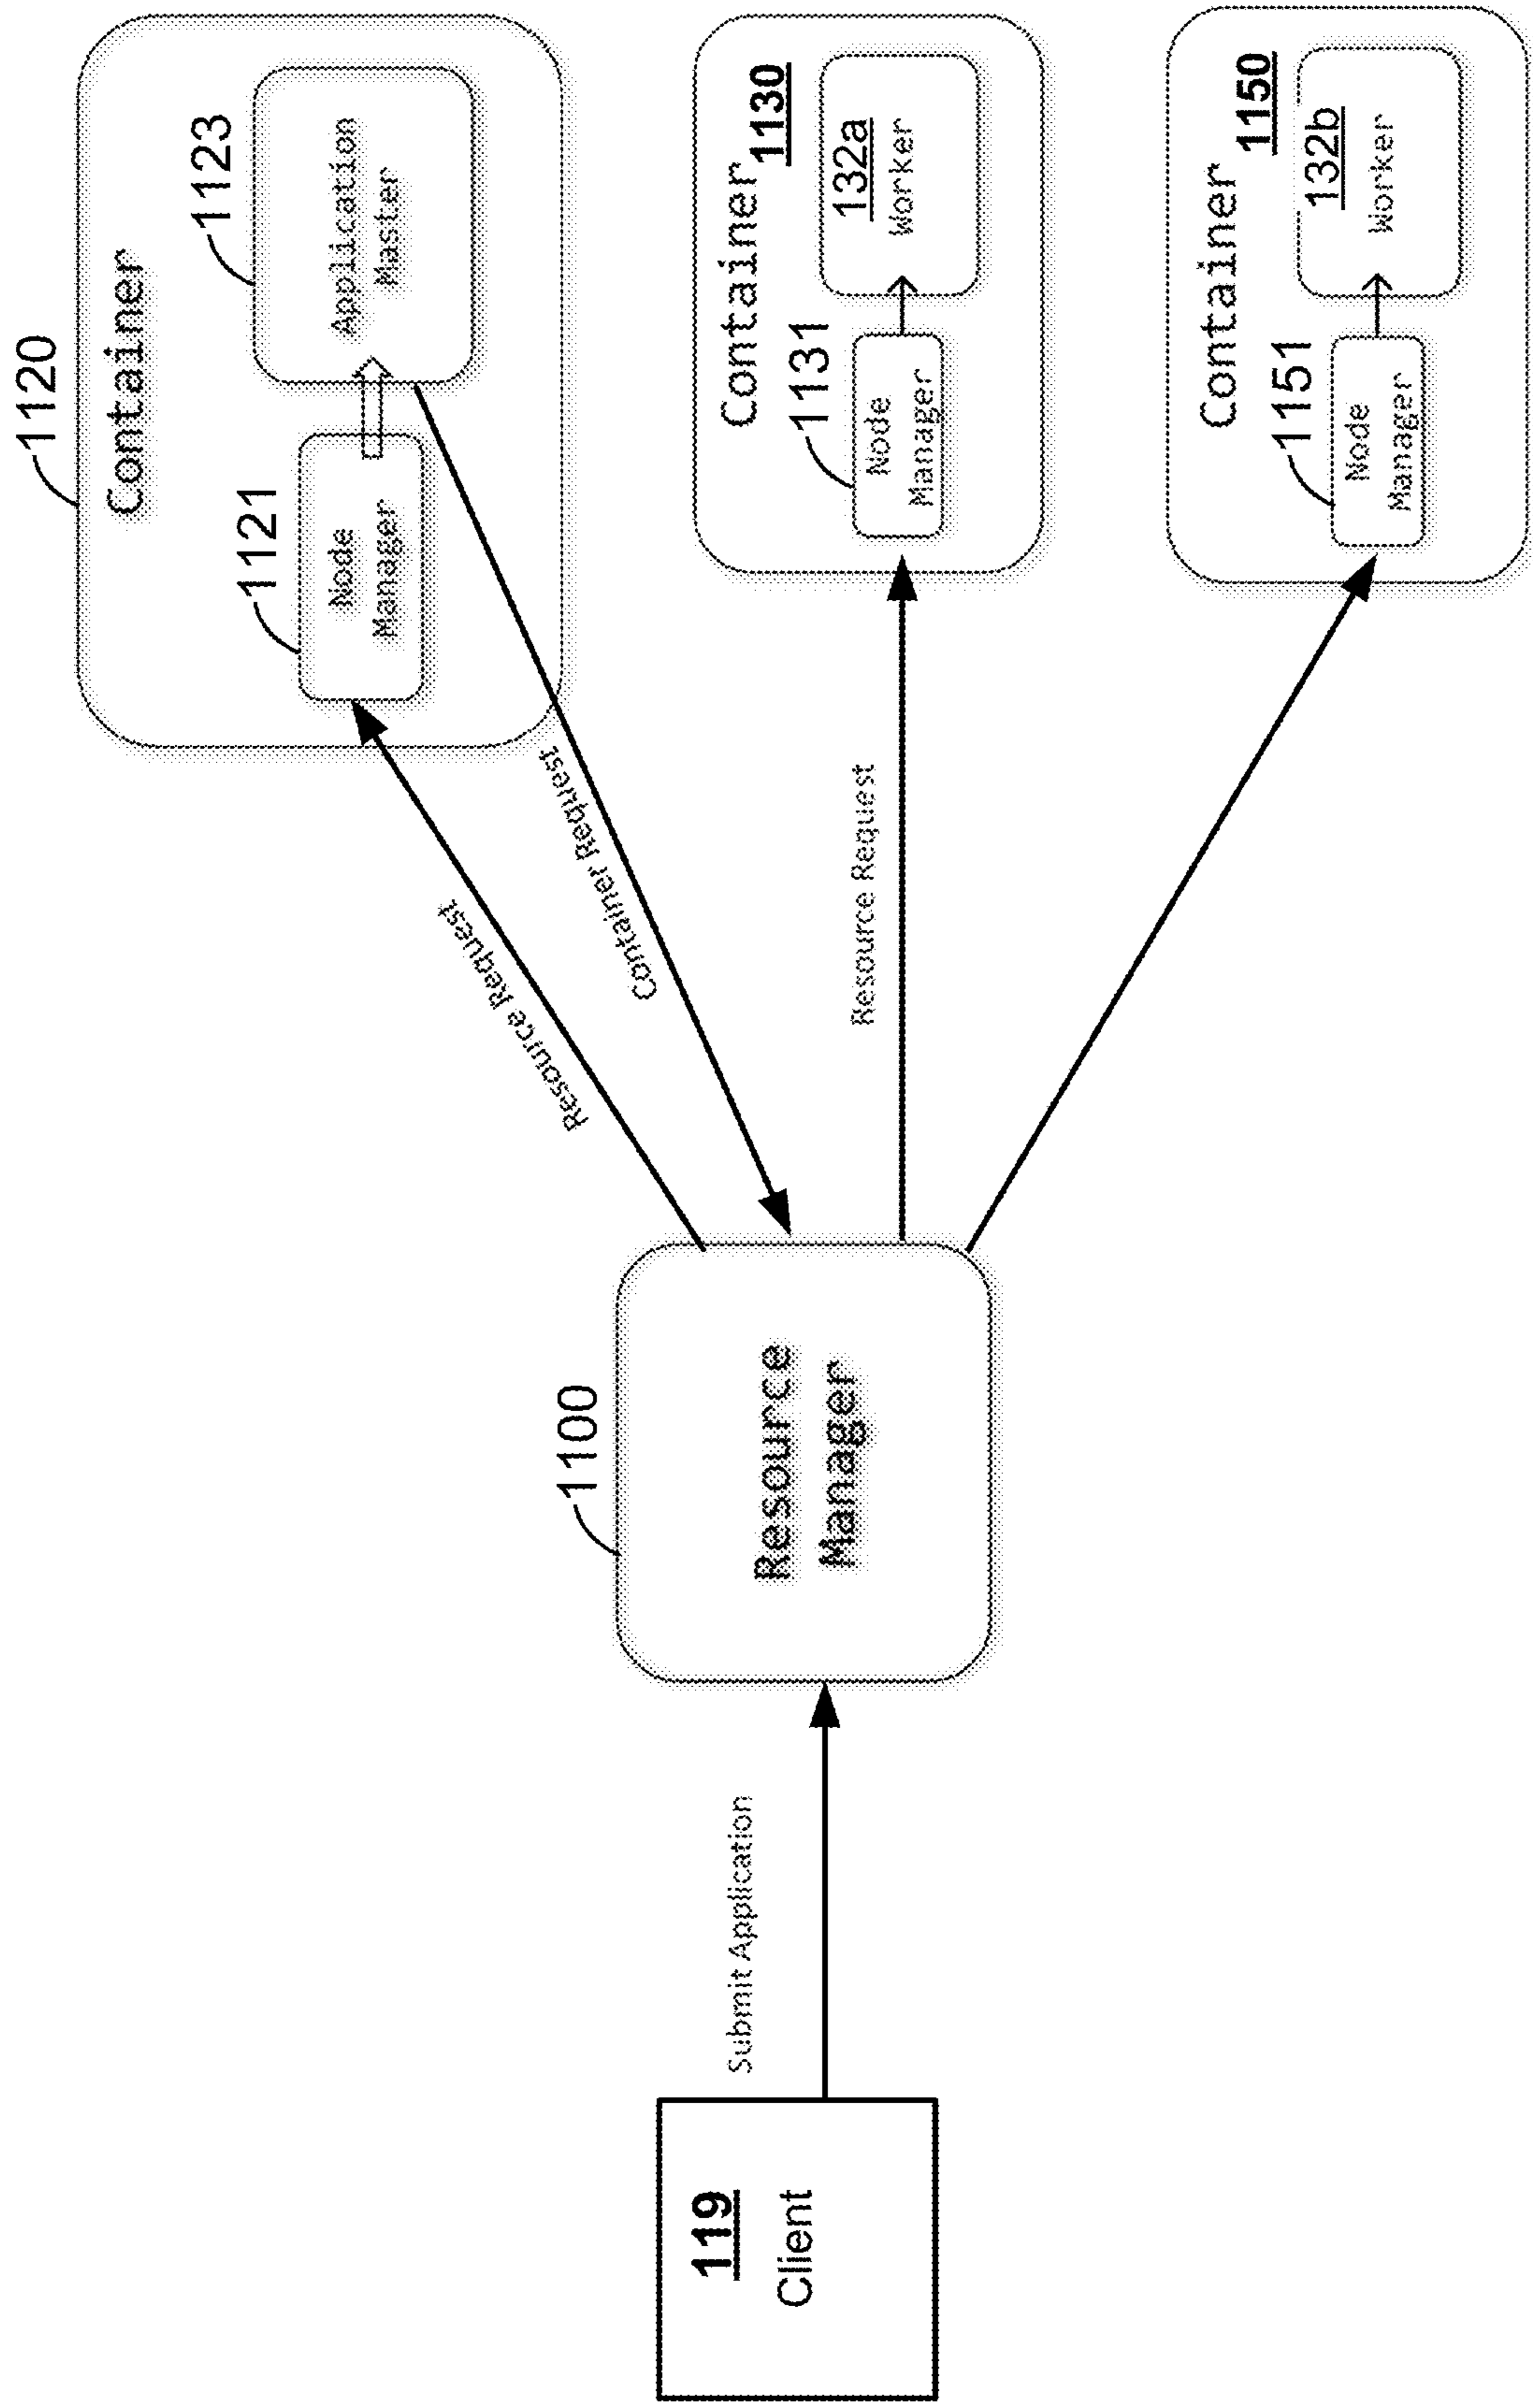 119
Client
Submit Application
1100
Resource
Manager
Resource Request
Container Request
Resource Request
1120
Container
1121
Node
Manager
1123
Application
Master
Container
1130
1131
Node
Manager
132a
Worker
Container
1150
1151
Node
Manager
132b
Worker